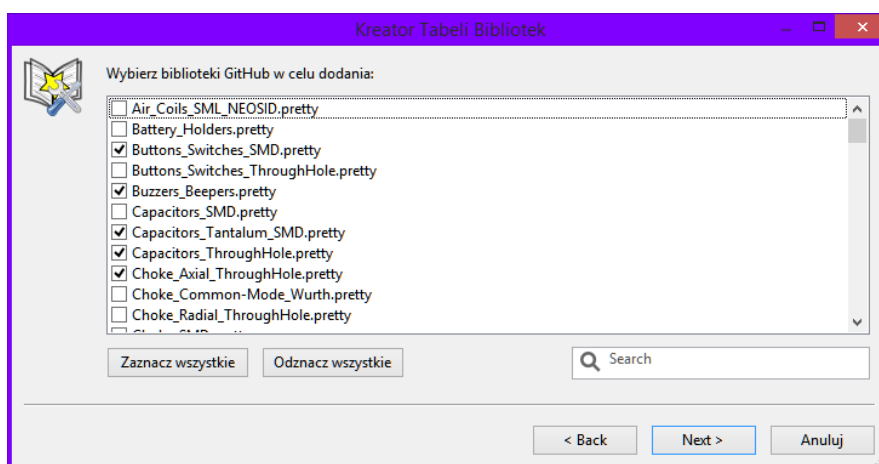 Kreator Tabeli Bibliotek
Wybierz biblioteki GitHub w celu dodania:
Air_Coils_SML_NEOSID.pretty
Battery_Holders.pretty
Buttons_Switches_SMD.pretty
Buttons_Switches_ThroughHole.pretty
Buzzers_Beepers.pretty
Capacitors_SMD.pretty
Capacitors_Tantalum_SMD.pretty
Capacitors_ThroughHole.pretty
Choke_Axial_ThroughHole.pretty
Choke_Common-Mode_Wurth.pretty
Choke_Radial_ThroughHole.pretty
Zaznacz wszystkie Odznacz wszystkie Search
< Back Next > Anuluj